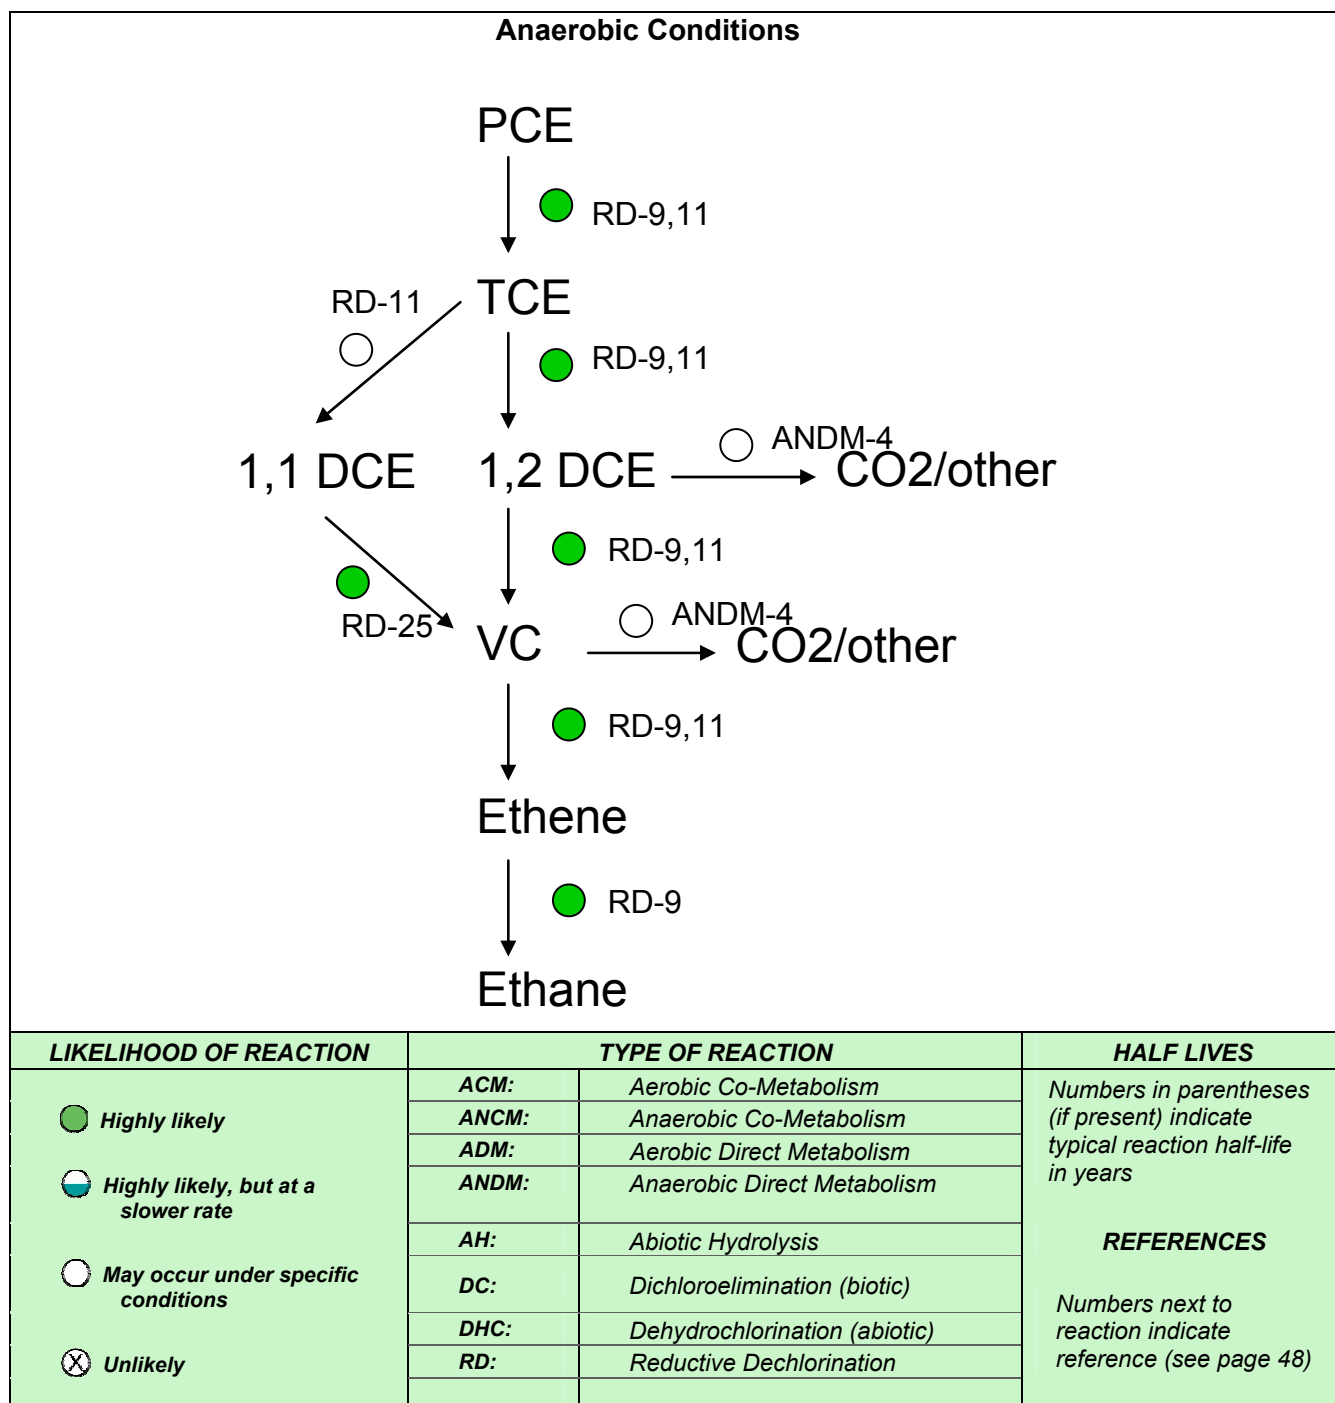 Anaerobic Conditions
PCE
RD-9,11
TCE
RD-11
RD-9,11
1,1 DCE
1,2 DCE
ANDM-4
CO2/other
RD-9,11
RD-25
VC
ANDM-4
CO2/other
RD-9,11
Ethene
RD-9
Ethane
LIKELIHOOD OF REACTION
Highly likely
Highly likely, but at a
slower rate
May occur under specific
conditions
Unlikely
TYPE OF REACTION
ACM: Aerobic Co-Metabolism
ANCM: Anaerobic Co-Metabolism
ADM: Aerobic Direct Metabolism
ANDM: Anaerobic Direct Metabolism
AH: Abiotic Hydrolysis
DC: Dichloroelimination (biotic)
DHC: Dehydrochlorination (abiotic)
RD: Reductive Dechlorination
HALF LIVES
Numbers in parentheses
(if present) indicate
typical reaction half-life
in years
REFERENCES
Numbers next to
reaction indicate
reference (see page 48)